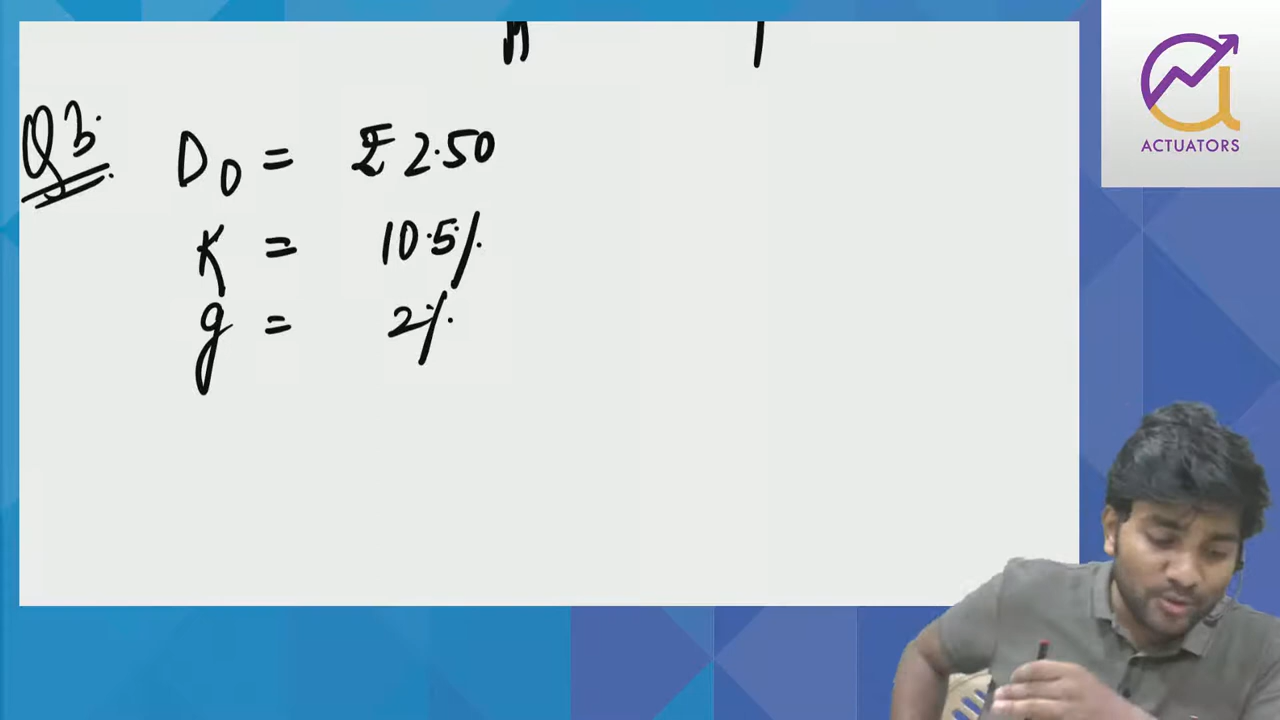 Q3.
D0 = ₹2.50
K = 10.5%
g = 2%
ACTUATORS